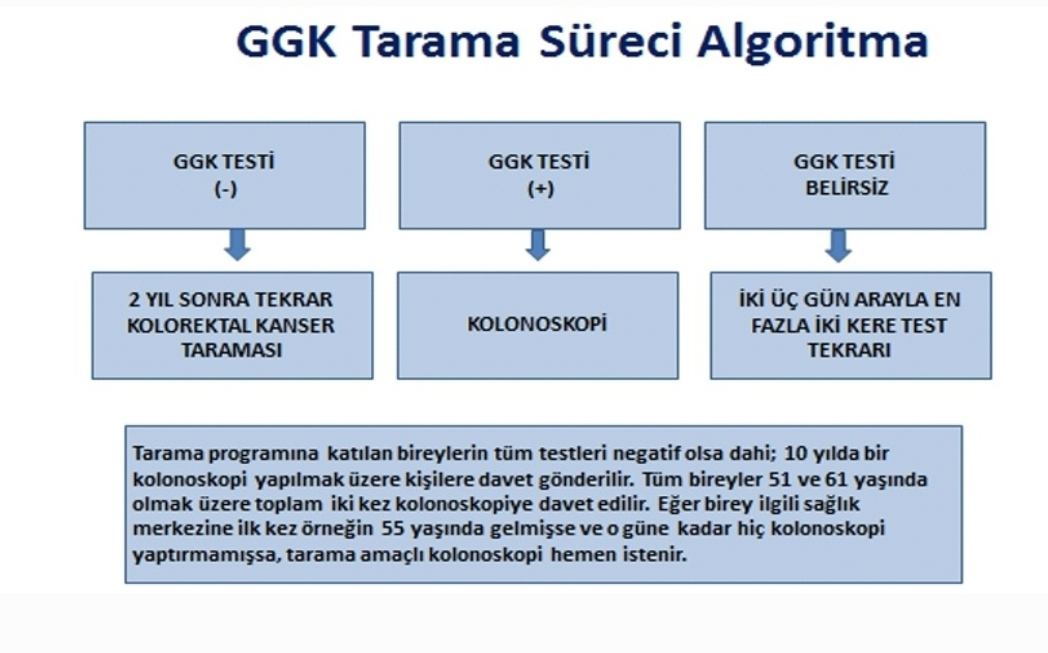 GGK Tarama Süreci Algoritma
GGK TESTİ
(-)
GGK TESTİ
(+)
GGK TESTİ
BELİRSİZ
2 YIL SONRA TEKRAR
KOLOREKTAL KANSER
TARAMASI
KOLONOSKOPİ
İKİ ÜÇ GÜN ARAYLA EN
FAZLA İKİ KERE TEST
TEKRARI
Tarama programına katılan bireylerin tüm testleri negatif olsa dahi; 10 yılda bir
kolonoskopi yapılmak üzere kişilere davet gönderilir. Tüm bireyler 51 ve 61 yaşında
olmak üzere toplam iki kez kolonoskopiye davet edilir. Eğer birey ilgili sağlık
merkezine ilk kez örneğin 55 yaşında gelmişse ve o güne kadar hiç kolonoskopi
yaptırmamışsa, tarama amaçlı kolonoskopi hemen istenir.